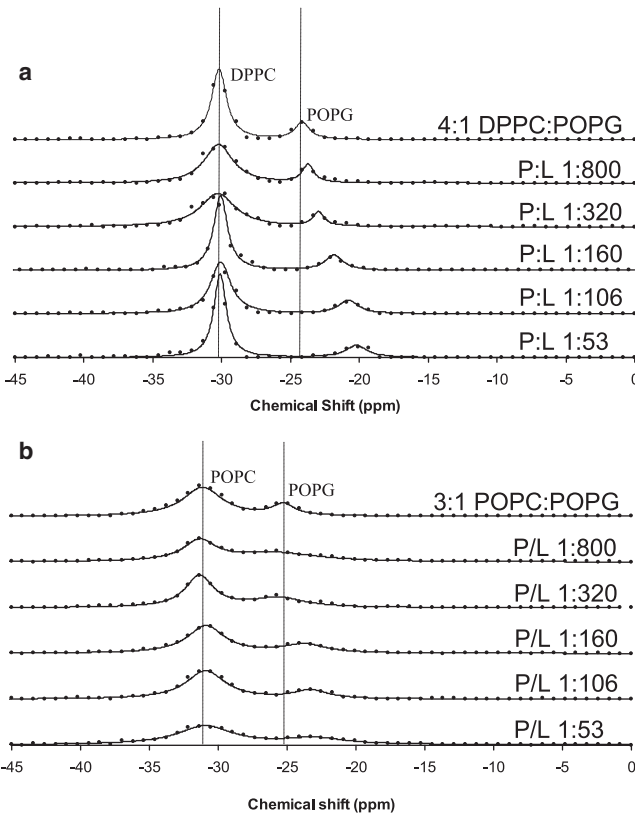 a
DPPC
POPG
4:1 DPPC:POPG
P:L 1:800
P:L 1:320
P:L 1:160
P:L 1:106
P:L 1:53
-45 -40 -35 -30 -25 -20 -15 -10 -5 0
Chemical Shift (ppm)
b
POPC
POPG
3:1 POPC:POPG
P/L 1:800
P/L 1:320
P/L 1:160
P/L 1:106
P/L 1:53
-45 -40 -35 -30 -25 -20 -15 -10 -5 0
Chemical shift (ppm)